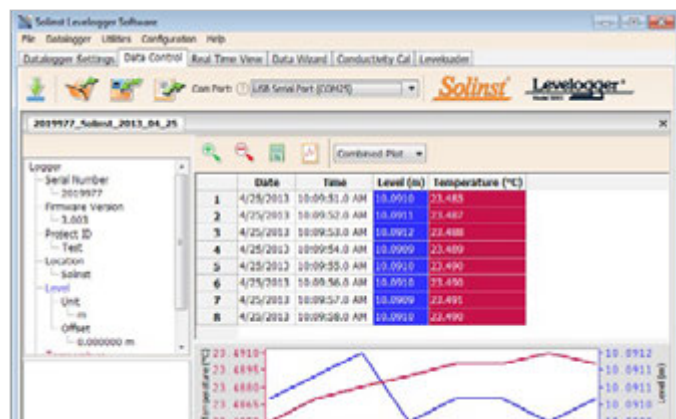 Solinst Levelogger Software
File Datalogger Utilities Configuration Help
Datalogger Settings Data Control Real Time View Data Wizard Conductivity Cal Leveloader
Com Port: USB Serial Port (COM25) Solinst Levelogger
2019977_Solinst_2013_04_25
Combined Plot
Logger
Serial Number
2019977
Firmware Version
3.003
Project ID
Test
Location
Solinst
Level
Unit
m
Offset
0.000000 m
Date Time Level (m) Temperature (°C)
1 4/25/2013 10:09:51.0 AM 10.0910 23.485
2 4/25/2013 10:09:52.0 AM 10.0911 23.487
3 4/25/2013 10:09:53.0 AM 10.0912 23.488
4 4/25/2013 10:09:54.0 AM 10.0909 23.489
5 4/25/2013 10:09:55.0 AM 10.0910 23.490
6 4/25/2013 10:09:56.0 AM 10.0910 23.490
7 4/25/2013 10:09:57.0 AM 10.0909 23.491
8 4/25/2013 10:09:58.0 AM 10.0910 23.490
Temperature (°C)
23.4910
23.4895
23.4880
23.4865
10.0912
10.0911
10.0911
10.0910
Level (m)